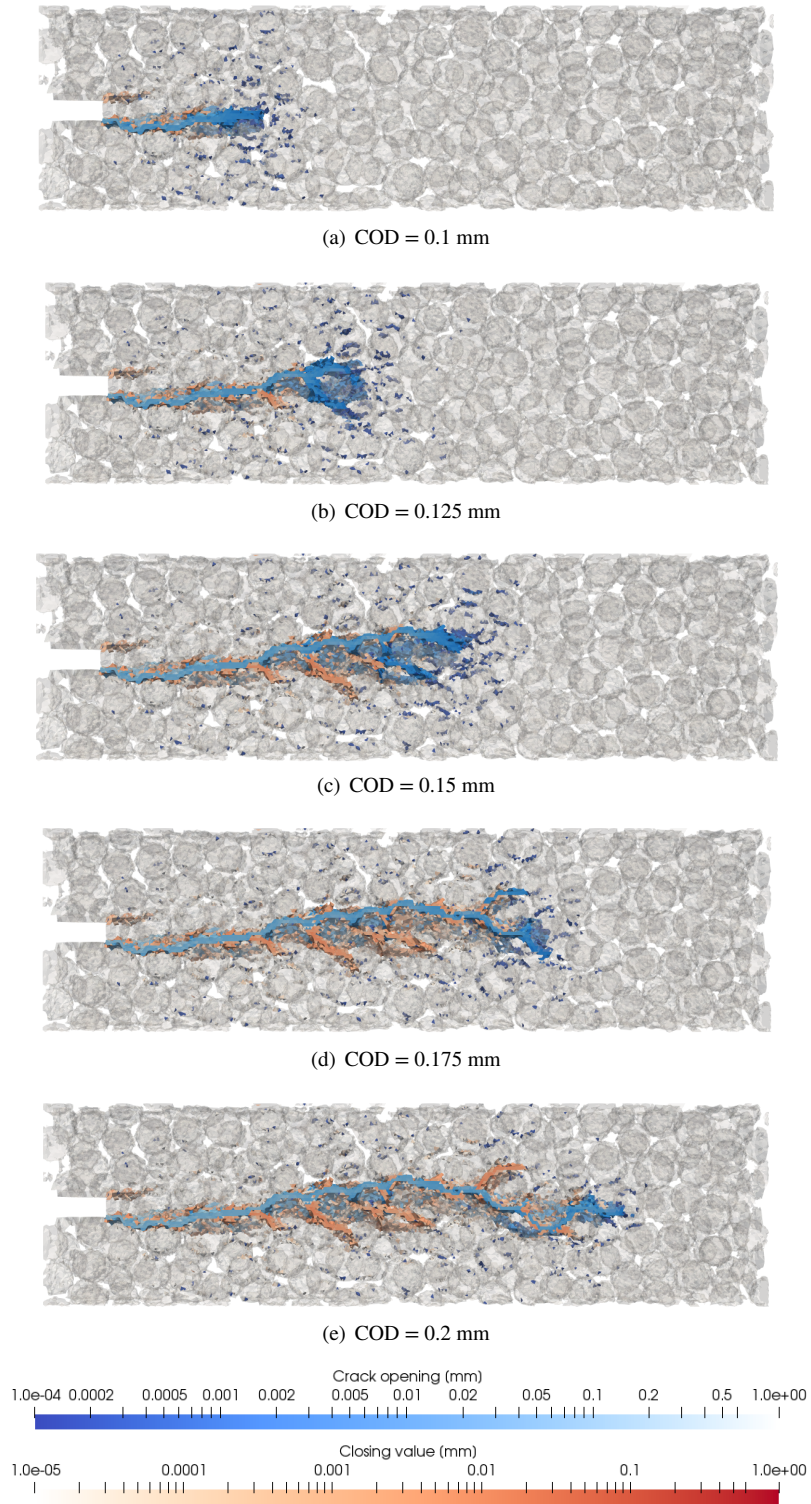 (a) COD = 0.1 mm
(b) COD = 0.125 mm
(c) COD = 0.15 mm
(d) COD = 0.175 mm
(e) COD = 0.2 mm
Crack opening (mm)
1.0e-04 0.0002 0.0005 0.001 0.002 0.005 0.01 0.02 0.05 0.1 0.2 0.5 1.0e+00
Closing value (mm)
1.0e-05 0.0001 0.001 0.01 0.1 1.0e+00